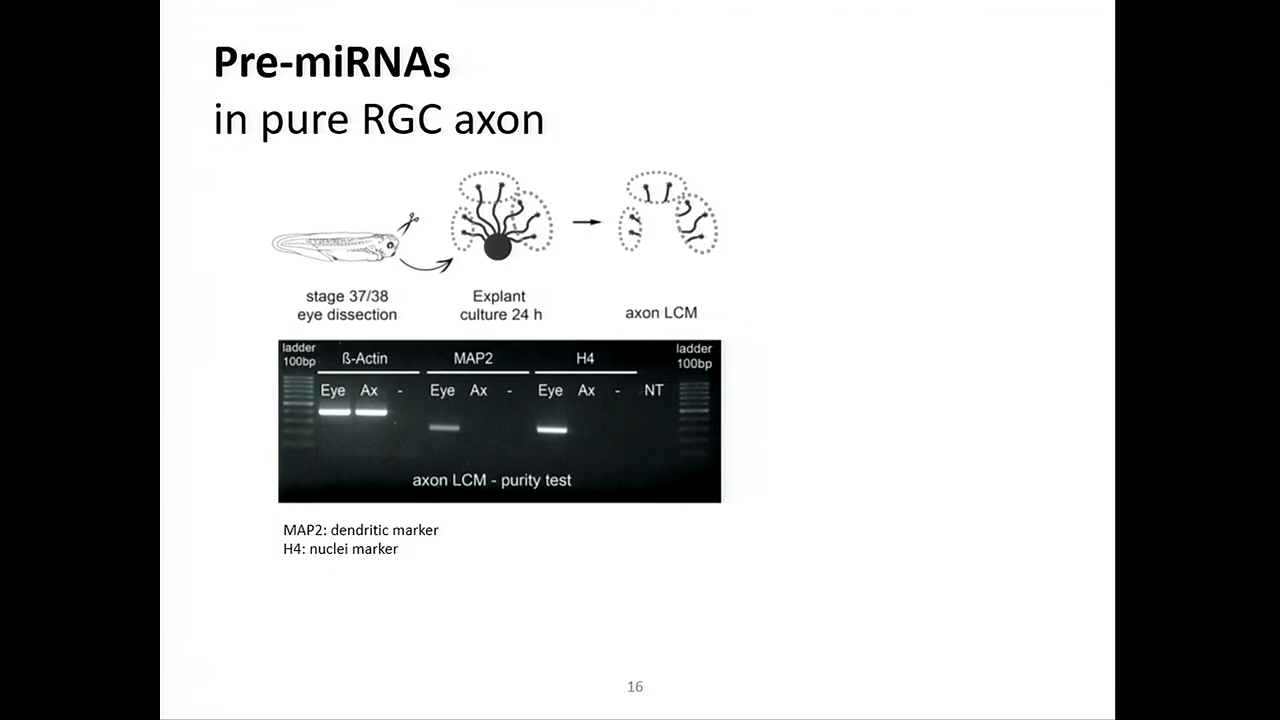 Pre-miRNAs
in pure RGC axon
stage 37/38
eye dissection
Explant
culture 24 h
axon LCM
ladder
100bp
ß-Actin
MAP2
H4
ladder
100bp
Eye Ax - Eye Ax - Eye Ax - NT
axon LCM - purity test
MAP2: dendritic marker
H4: nuclei marker
16